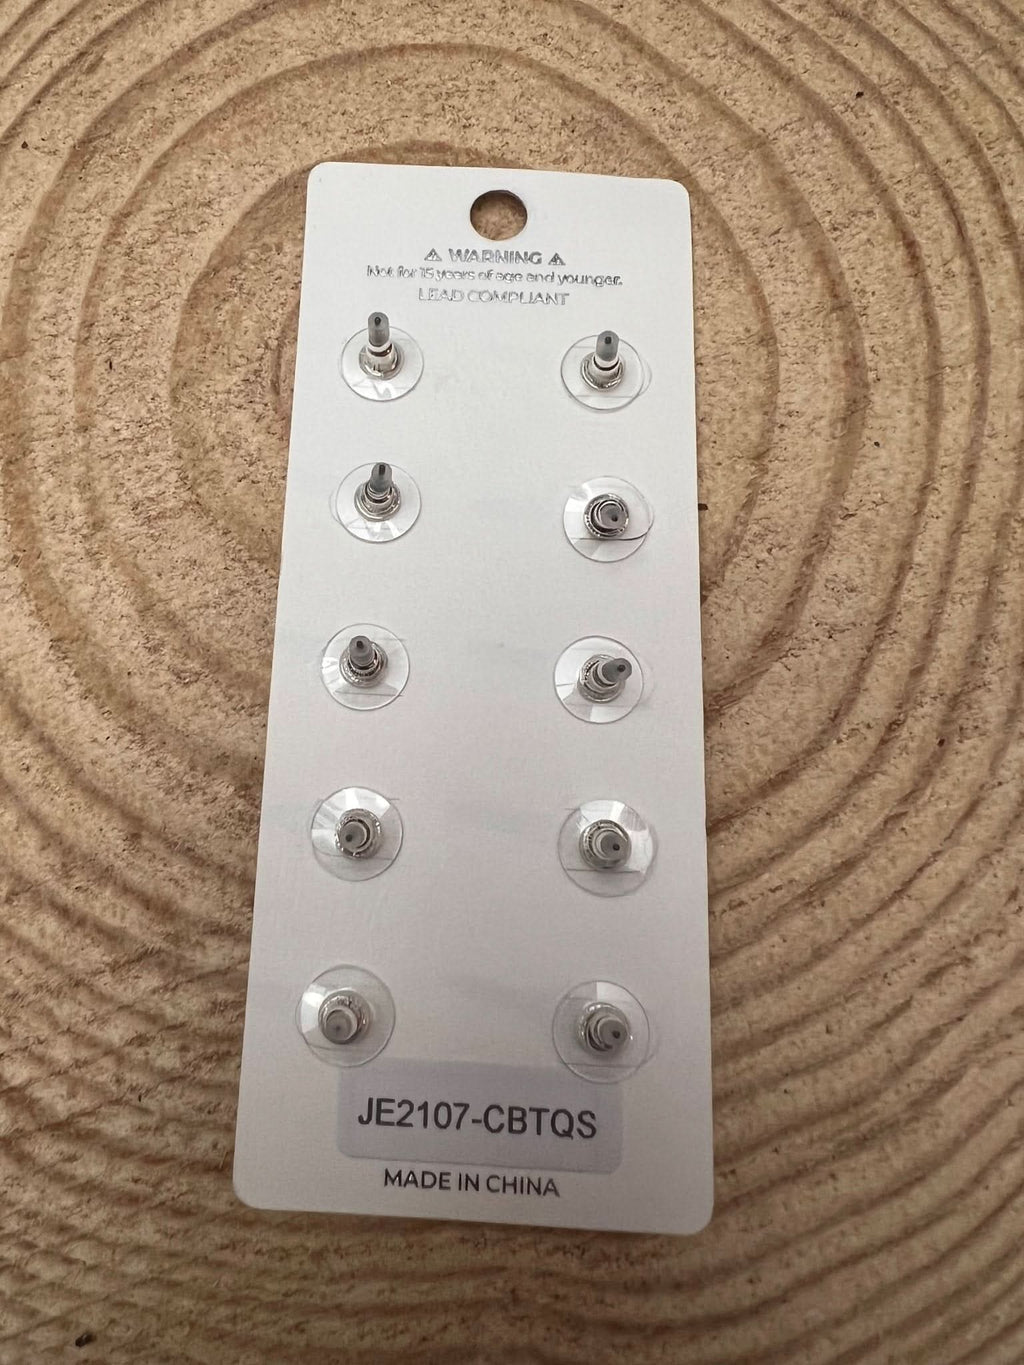 ⚠ WARNING ⚠
Not for 15 years of age and younger.
LEAD COMPLIANT
JE2107-CBTQS
MADE IN CHINA